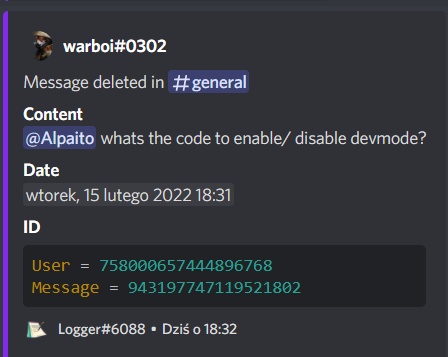 warboi#0302
Message deleted in #general
Content
@Alpaito whats the code to enable/ disable devmode?
Date
wtorek, 15 lutego 2022 18:31
ID
User = 758000657444896768
Message = 943197747119521802
Logger#6088 • Dziś o 18:32